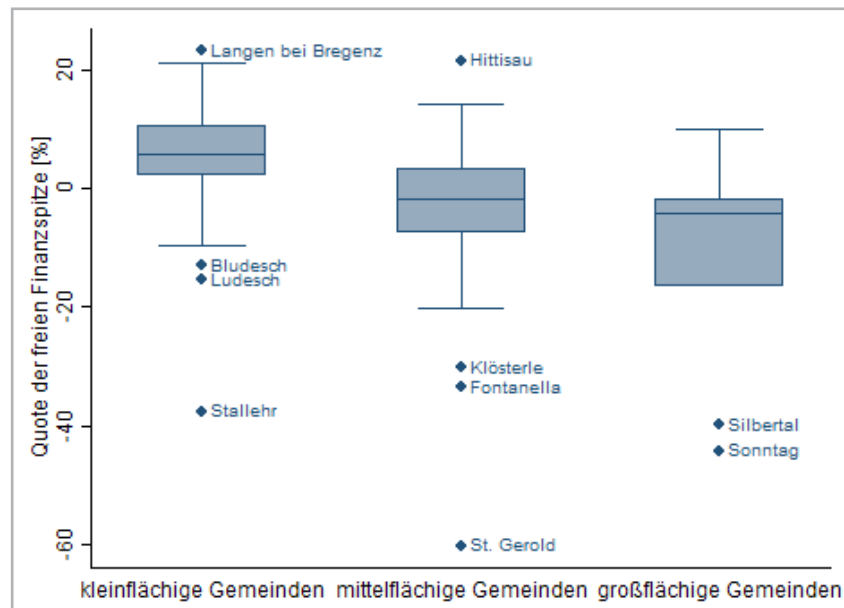 Quote der freien Finanzspitze [%]
20
0
-20
-40
-60
Langen bei Bregenz
Bludesch
Ludesch
Stallehr
Hittisau
Klösterle
Fontanella
St. Gerold
Silbertal
Sonntag
kleinflächige Gemeinden
mittelflächige Gemeinden
großflächige Gemeinden